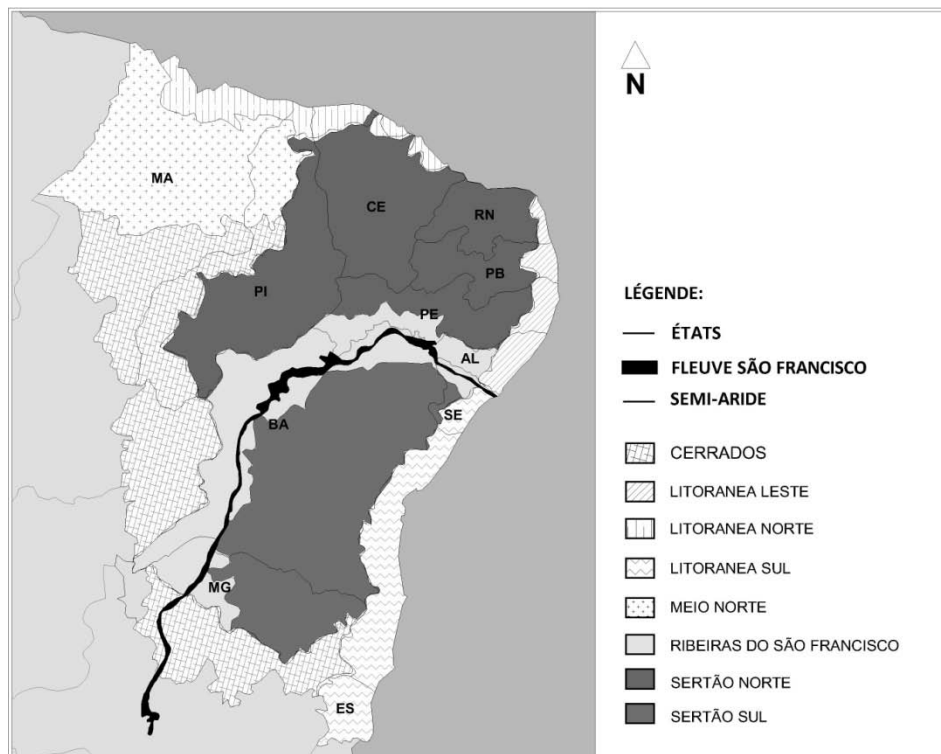 N
MA
CE
RN
PB
PI
PE
AL
SE
BA
MG
ES
LÉGENDE:
ÉTATS
FLEUVE SÃO FRANCISCO
SEMI-ARIDE
CERRADOS
LITORANEA LESTE
LITORANEA NORTE
LITORANEA SUL
MEIO NORTE
RIBEIRAS DO SÃO FRANCISCO
SERTÃO NORTE
SERTÃO SUL